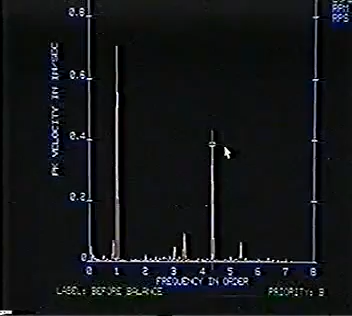 RPM
RPS
PK VELOCITY IN IN/SEC
0.8
0.6
0.4
0.2
0
0 1 2 3 4 5 6 7 8
FREQUENCY IN ORDER
LABEL: BEFORE BALANCE
PRIORITY: 9